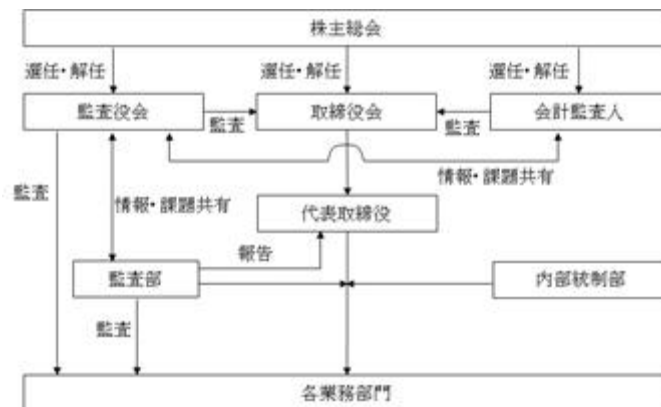 株主総会
選任・解任
選任・解任
選任・解任
監査役会
監査
取締役会
監査
会計監査人
監査
情報・課題共有
情報・課題共有
代表取締役
報告
監査部
内部統制部
監査
各業務部門